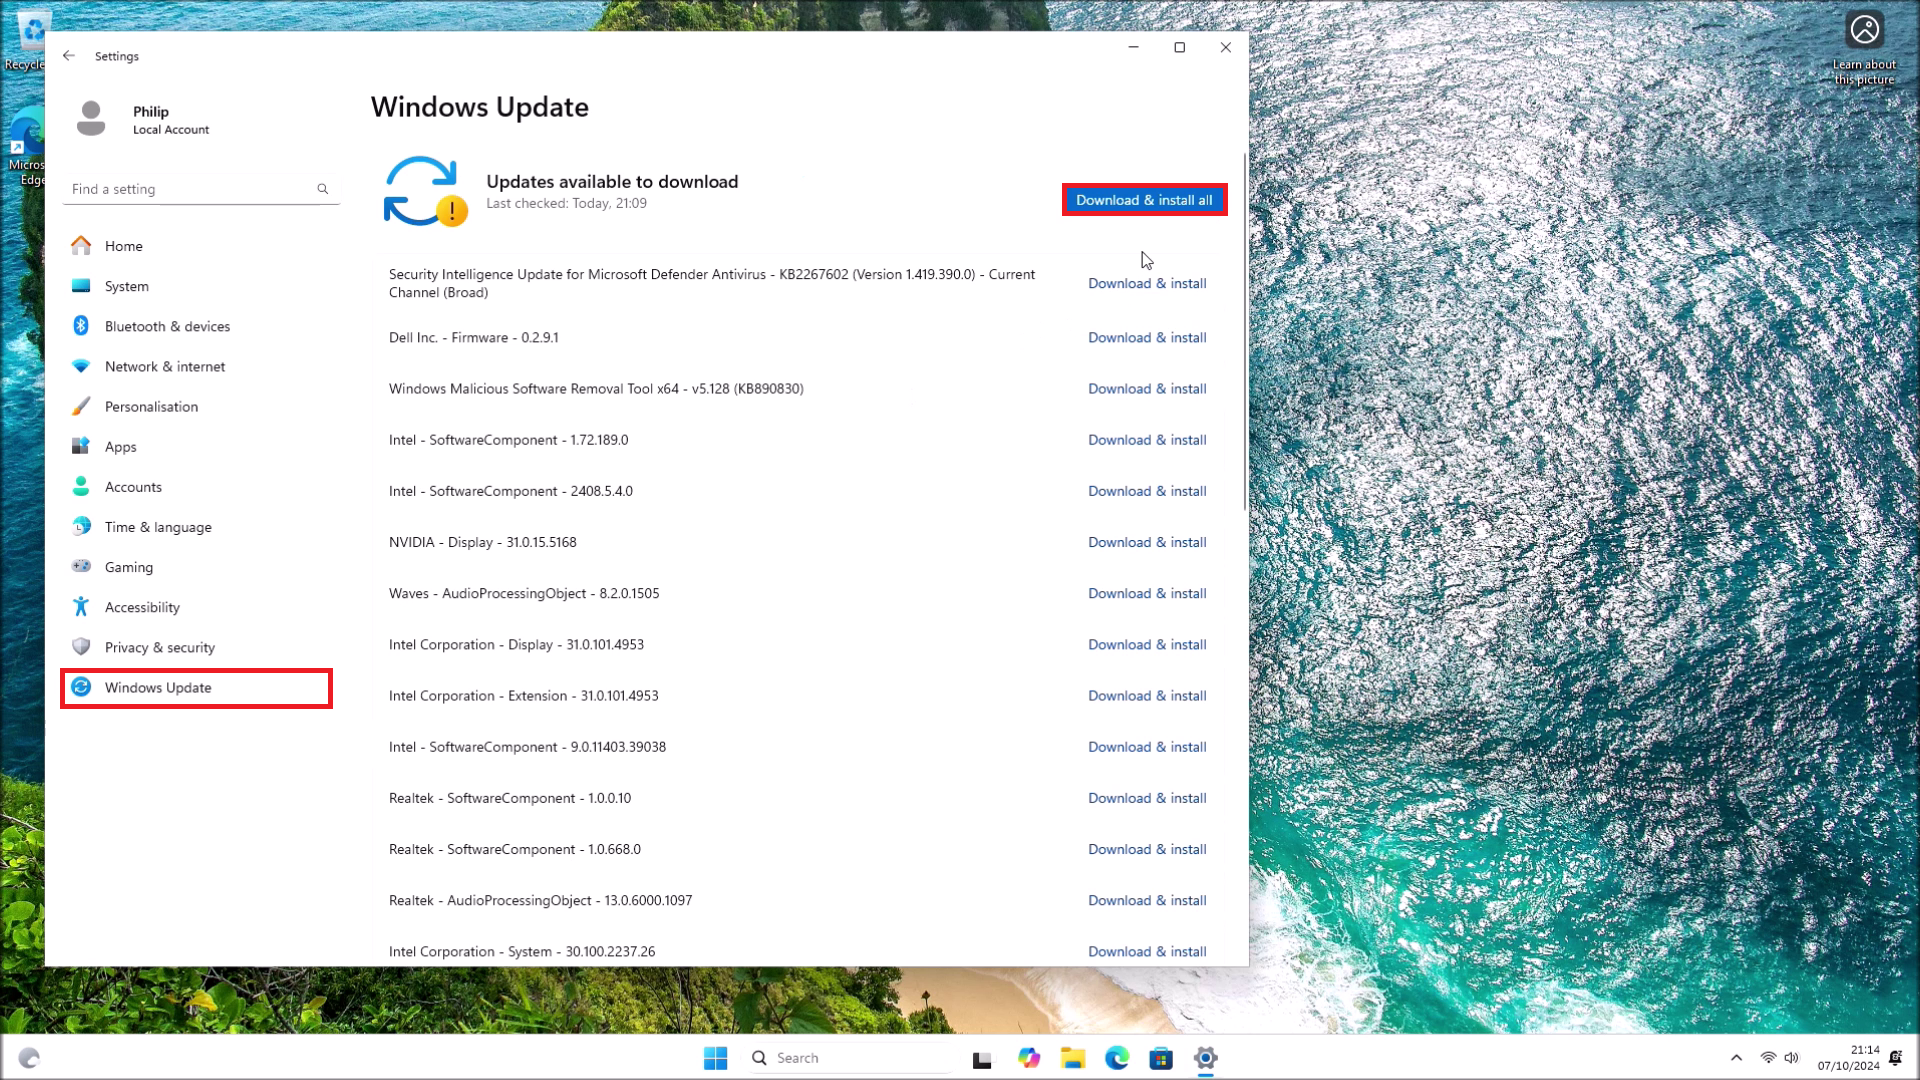 Recycle
Settings
Learn about
this picture
Philip
Local Account
Windows Update
Micros
Edge
Find a setting
Updates available to download
Last checked: Today, 21:09
Download & install all
Home
System
Bluetooth & devices
Network & internet
Personalisation
Apps
Accounts
Time & language
Gaming
Accessibility
Privacy & security
Windows Update
Security Intelligence Update for Microsoft Defender Antivirus - KB2267602 (Version 1.419.390.0) - Current
Channel (Broad)
Download & install
Dell Inc. - Firmware - 0.2.9.1
Download & install
Windows Malicious Software Removal Tool x64 - v5.128 (KB890830)
Download & install
Intel - SoftwareComponent - 1.72.189.0
Download & install
Intel - SoftwareComponent - 2408.5.4.0
Download & install
NVIDIA - Display - 31.0.15.5168
Download & install
Waves - AudioProcessingObject - 8.2.0.1505
Download & install
Intel Corporation - Display - 31.0.101.4953
Download & install
Intel Corporation - Extension - 31.0.101.4953
Download & install
Intel - SoftwareComponent - 9.0.11403.39038
Download & install
Realtek - SoftwareComponent - 1.0.0.10
Download & install
Realtek - SoftwareComponent - 1.0.668.0
Download & install
Realtek - AudioProcessingObject - 13.0.6000.1097
Download & install
Intel Corporation - System - 30.100.2237.26
Download & install
Search
21:14
07/10/2024